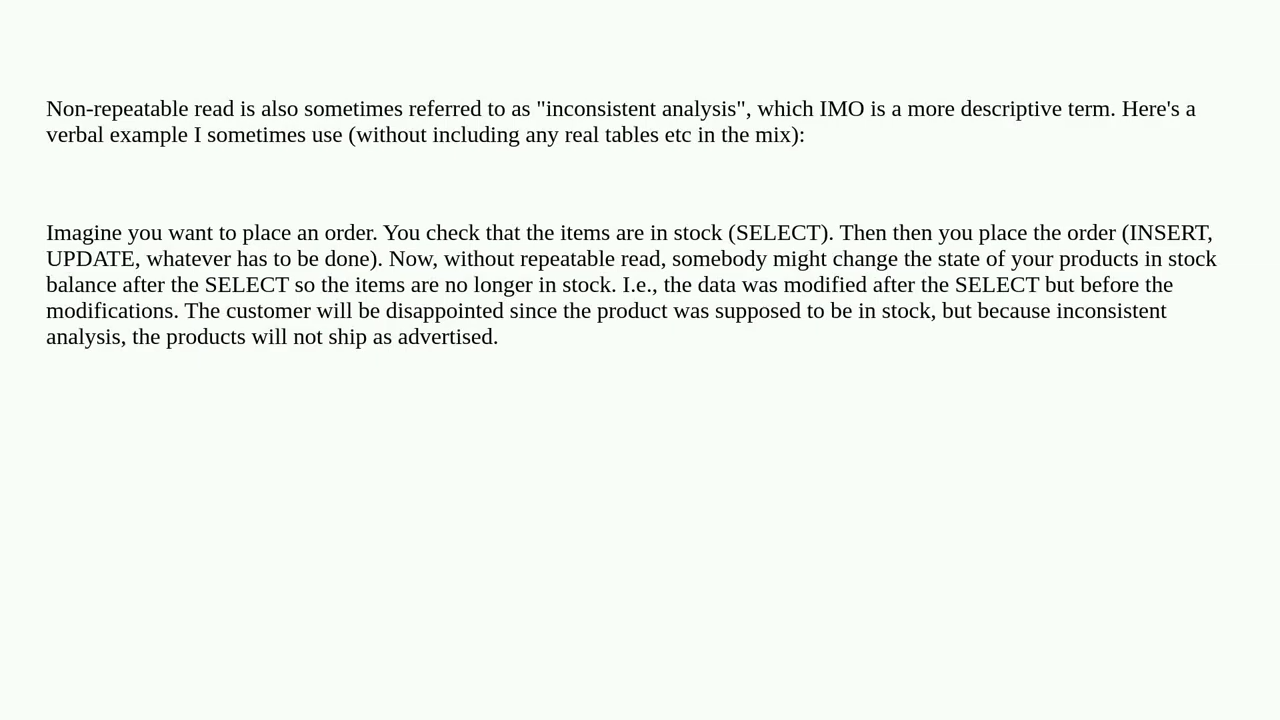 Non-repeatable read is also sometimes referred to as "inconsistent analysis", which IMO is a more descriptive term. Here's a
verbal example I sometimes use (without including any real tables etc in the mix):
Imagine you want to place an order. You check that the items are in stock (SELECT). Then then you place the order (INSERT,
UPDATE, whatever has to be done). Now, without repeatable read, somebody might change the state of your products in stock
balance after the SELECT so the items are no longer in stock. I.e., the data was modified after the SELECT but before the
modifications. The customer will be disappointed since the product was supposed to be in stock, but because inconsistent
analysis, the products will not ship as advertised.